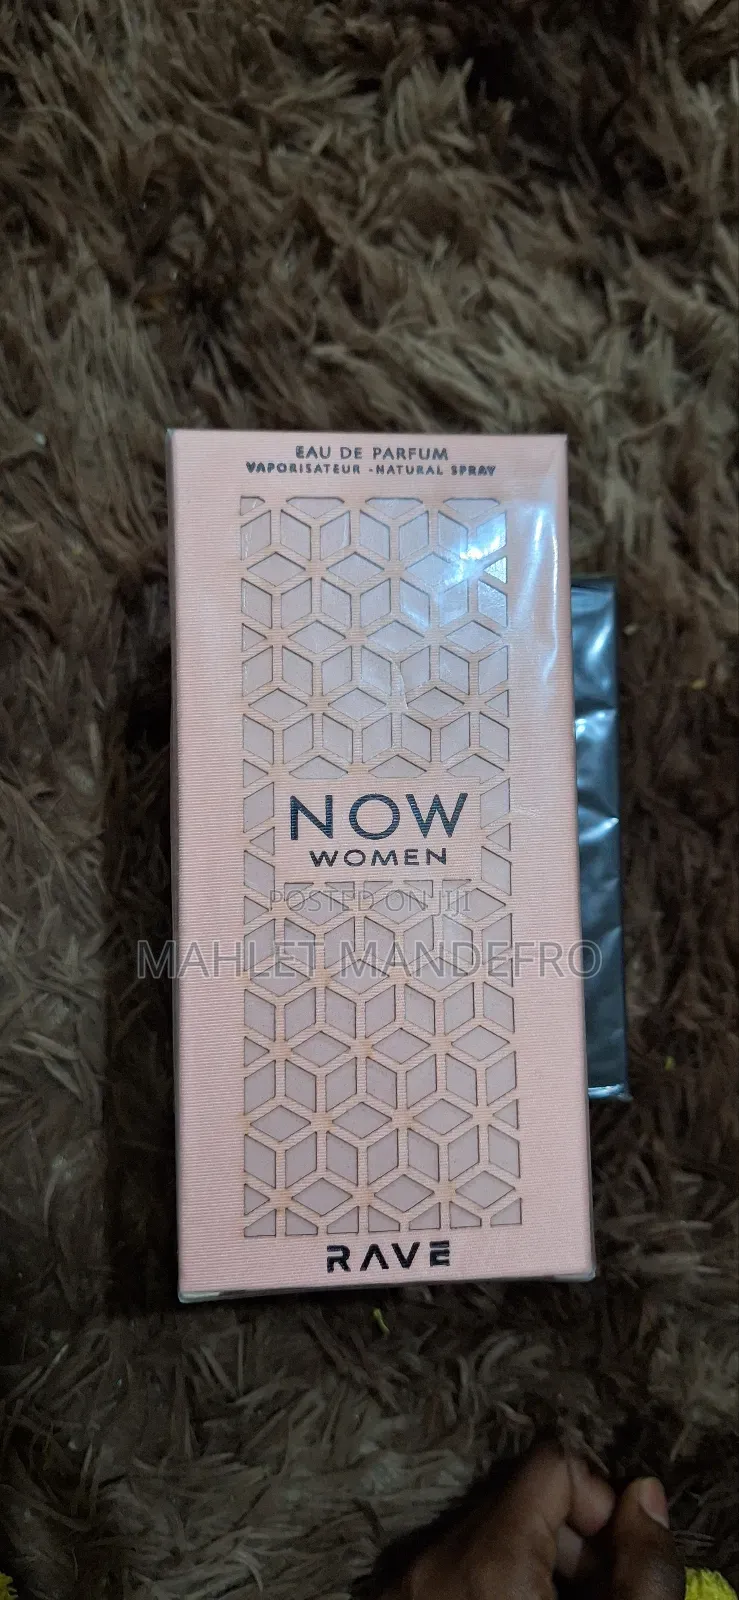 EAU DE PARFUM
VAPORISATEUR - NATURAL SPRAY
NOW
WOMEN
POSTED ON JIJI
MAHLET MANDEFRO
RAVE